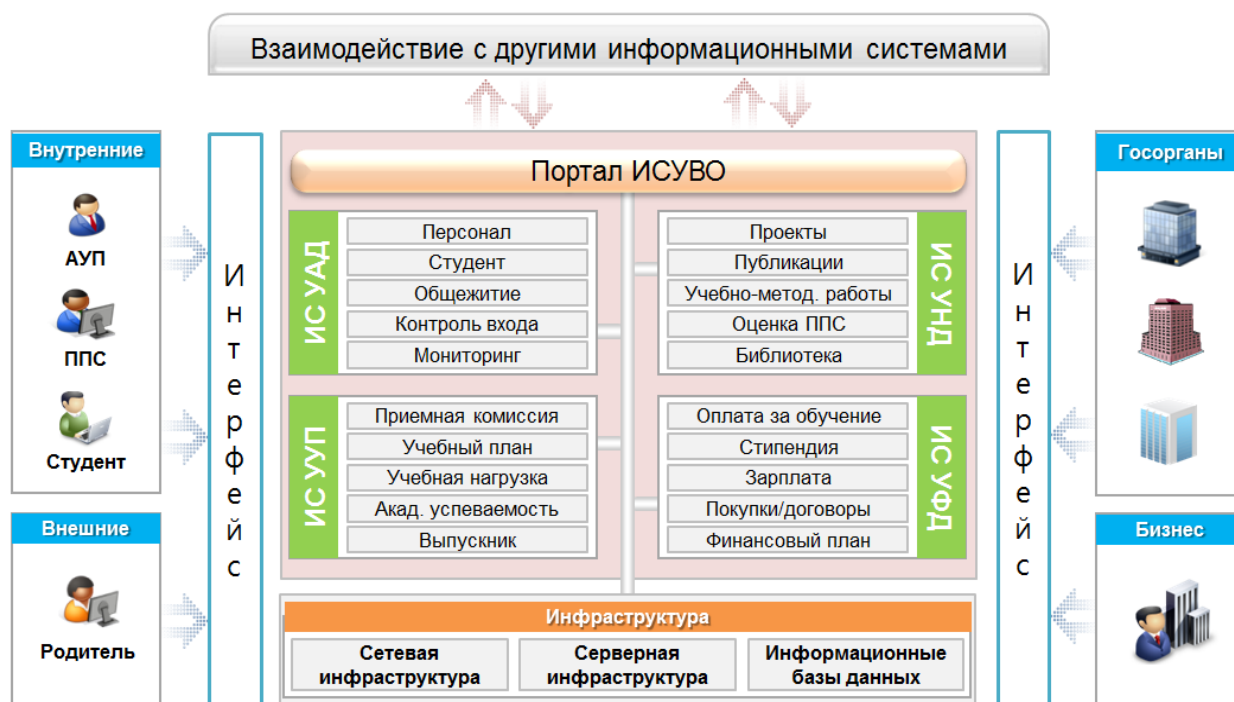 Взаимодействие с другими информационными системами
Внутренние
АУП
ППС
Студент
Внешние
Родитель
Интерфейс
Портал ИСУВО
ИС УАД
Персонал
Студент
Общежитие
Контроль входа
Мониторинг
Проекты
Публикации
Учебно-метод. работы
Оценка ППС
Библиотека
ИС УНД
ИС УУП
Приемная комиссия
Учебный план
Учебная нагрузка
Акад. успеваемость
Выпускник
Оплата за обучение
Стипендия
Зарплата
Покупки/договоры
Финансовый план
ИС УФД
Инфраструктура
Сетевая
инфраструктура
Серверная
инфраструктура
Информационные
базы данных
Интерфейс
Госорганы
Бизнес